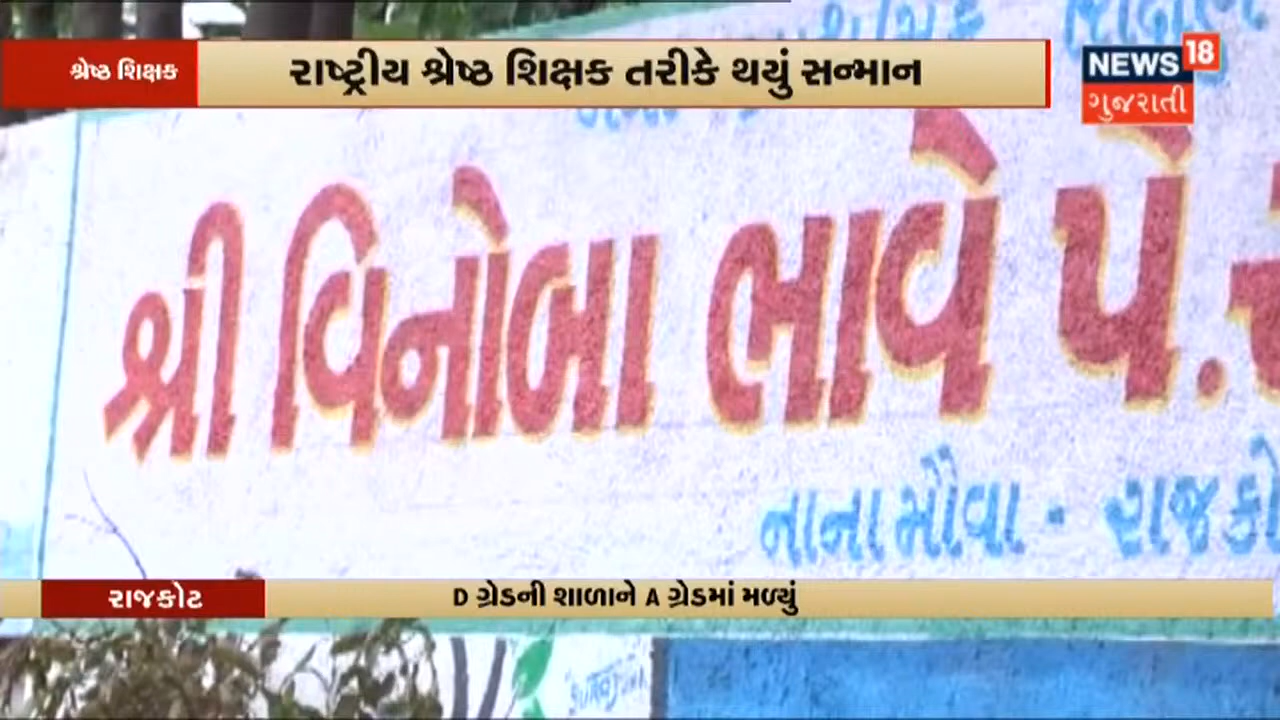 શ્રેષ્ઠ શિક્ષક
રાષ્ટ્રીય શ્રેષ્ઠ શિક્ષક તરીકે થયું સન્માન
NEWS 18
ગુજરાતી
શ્રી વિનોબા ભાવે પે.
નાના મૌવા - રાજકો
રાજકોટ
D ગ્રેડની શાળાને A ગ્રેડમાં મળ્યું